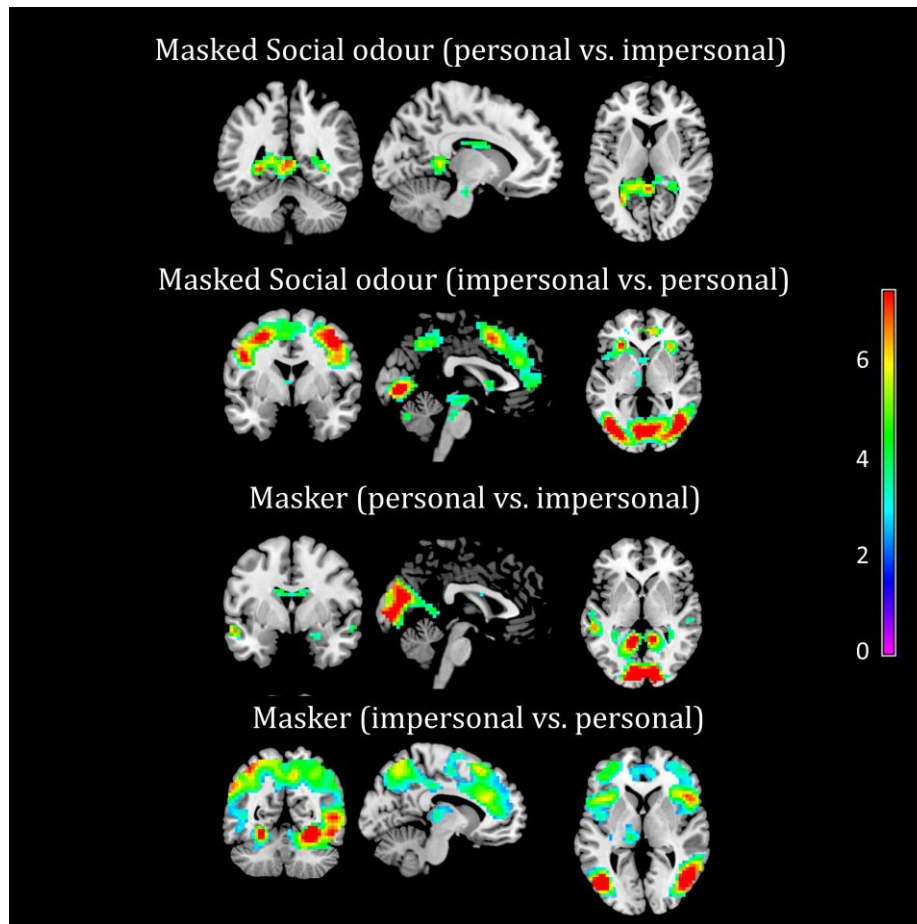 Masked Social odour (personal vs. impersonal)
Masked Social odour (impersonal vs. personal)
6
4
Masker (personal vs. impersonal)
2
0
Masker (impersonal vs. personal)